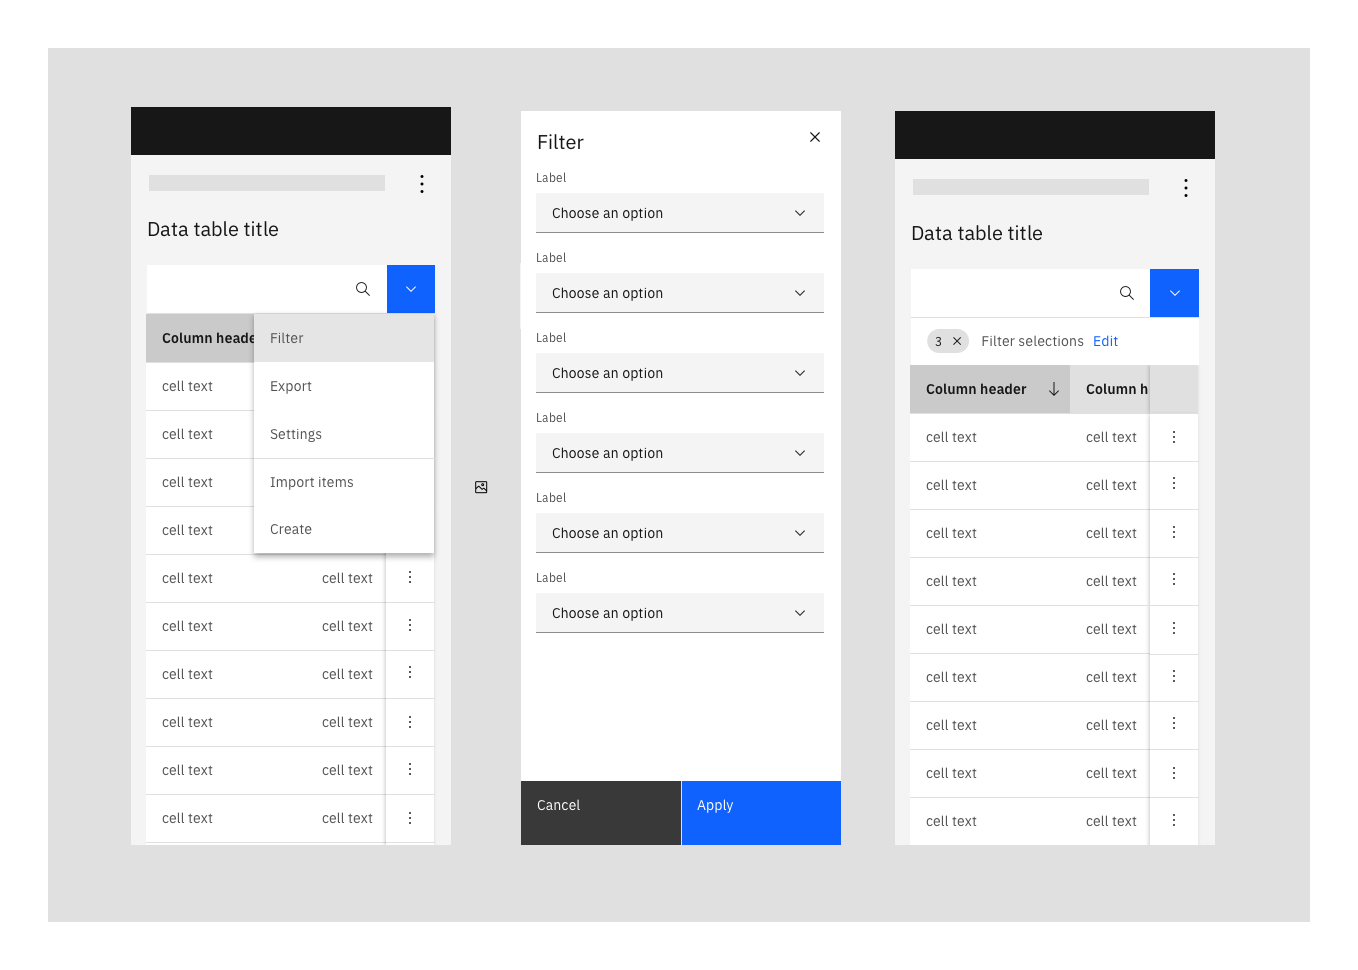 Data table title
Column heade
Filter
cell text
Export
cell text
Settings
cell text
Import items
cell text
Create
cell text cell text
cell text cell text
cell text cell text
cell text cell text
cell text cell text
cell text cell text
Filter
Label
Choose an option
Label
Choose an option
Label
Choose an option
Label
Choose an option
Label
Choose an option
Label
Choose an option
Cancel Apply
Data table title
3 Filter selections Edit
Column header Column h
cell text cell text
cell text cell text
cell text cell text
cell text cell text
cell text cell text
cell text cell text
cell text cell text
cell text cell text
cell text cell text